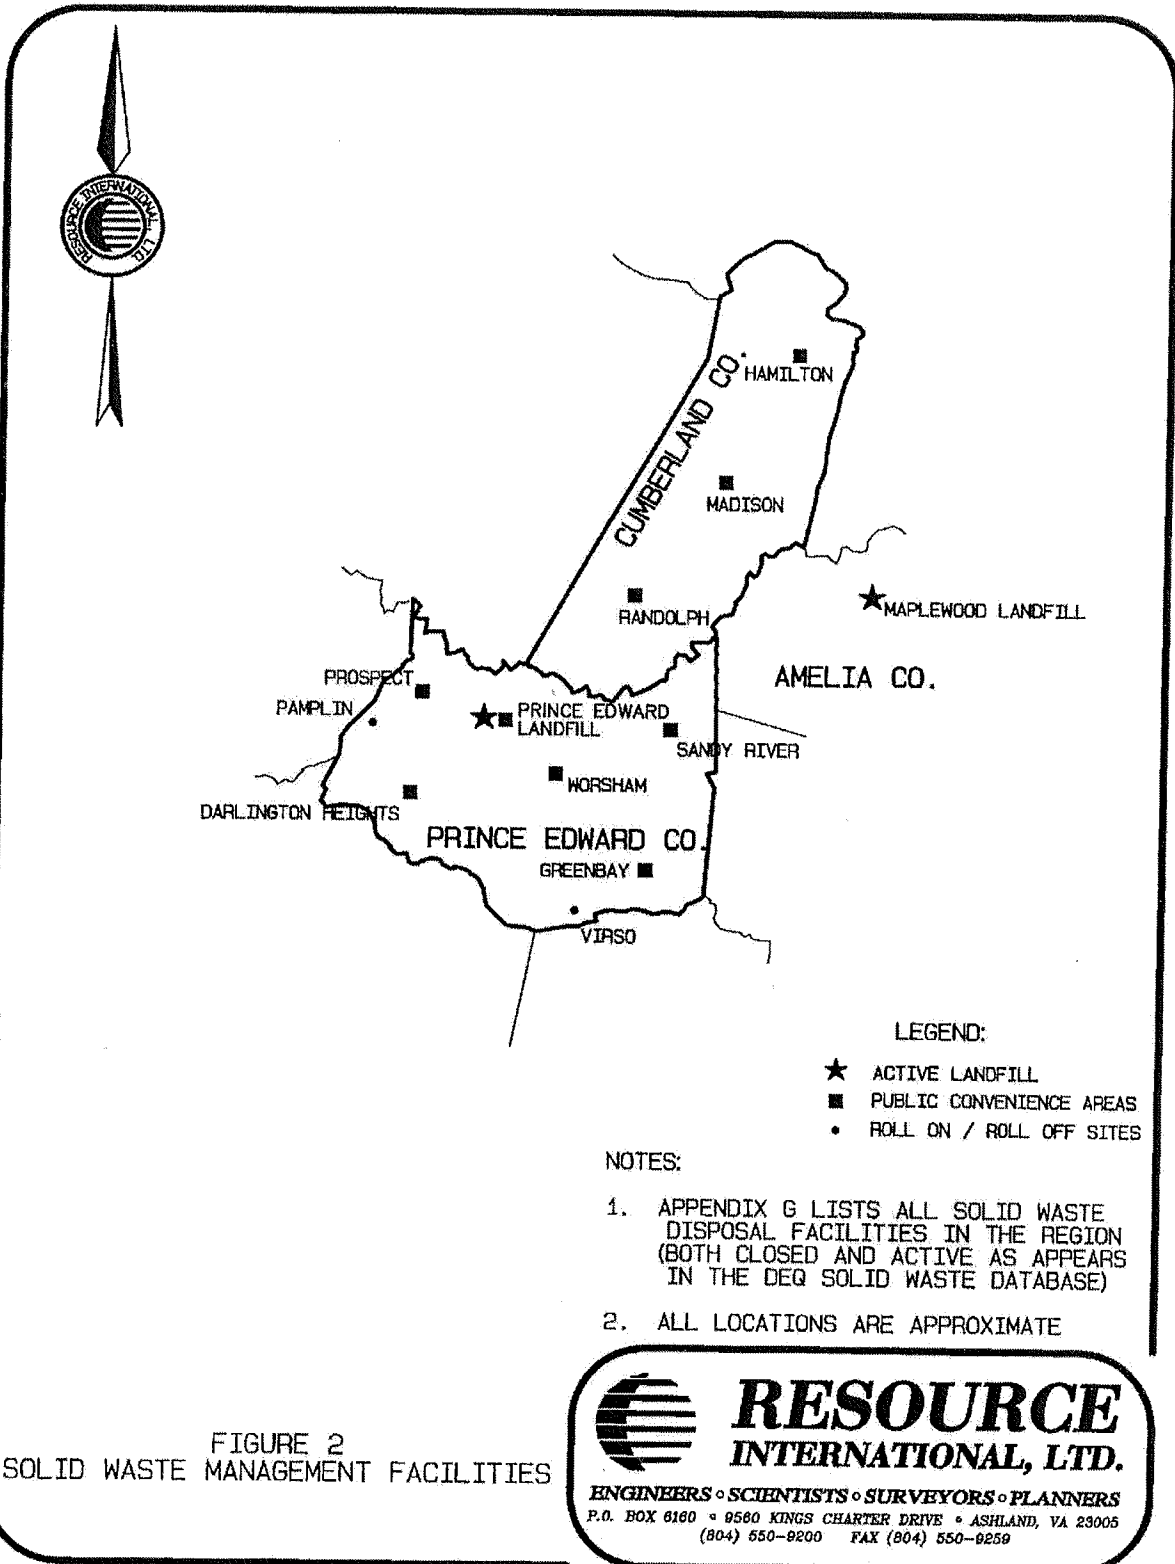 RESOURCE INTERNATIONAL, LTD.
CUMBERLAND CO.
HAMILTON
MADISON
RANDOLPH
MAPLEWOOD LANDFILL
AMELIA CO.
PROSPECT
PAMPLIN
PRINCE EDWARD
LANDFILL
SANDY RIVER
WORSHAM
DARLINGTON HEIGHTS
PRINCE EDWARD CO.
GREENBAY
VIRSO
LEGEND:
ACTIVE LANDFILL
PUBLIC CONVENIENCE AREAS
ROLL ON / ROLL OFF SITES
NOTES:
1. APPENDIX G LISTS ALL SOLID WASTE
DISPOSAL FACILITIES IN THE REGION
(BOTH CLOSED AND ACTIVE AS APPEARS
IN THE DEQ SOLID WASTE DATABASE)
2. ALL LOCATIONS ARE APPROXIMATE
FIGURE 2
SOLID WASTE MANAGEMENT FACILITIES
RESOURCE
INTERNATIONAL, LTD.
ENGINEERS ∘ SCIENTISTS ∘ SURVEYORS ∘ PLANNERS
P.O. BOX 6160 ∘ 9560 KINGS CHARTER DRIVE ∘ ASHLAND, VA 23005
(804) 550-9200 FAX (804) 550-9259